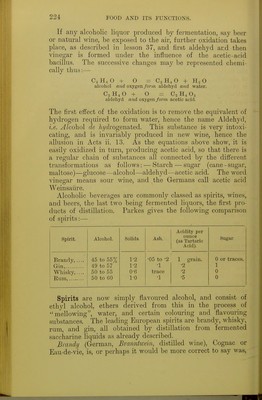 224 FOOD AND ITS FUNCTIONS.
If any alcoholic liquor produced by fermentation, say beer
or natural wine, be exposed to the air, further oxidation takes
place, as described in lesson 37, and first aldehyd and then
vinegar is formed under the influence of the acetic-acid
bacillus. The successive changes may be represented chemi-
cally thus:—
C₂ H₆ O + O = C₂ H₄ O + H₂ O
alcohol and oxygen form aldehyd and water.
C₂ H₄ O + O = C₂ H₄ O₂
aldehyd and oxygen form acetic acid.
The first effect of the oxidation is to remove the equivalent of
hydrogen required to form water, hence the name Aldehyd,
i.e. Alcohol de hydrogenated. This substance is very intoxi-
cating, and is invariably produced in new wine, hence the
allusion in Acts ii. 13. As the equations above show, it is
easily oxidized in turn, producing acetic acid, so that there is
a regular chain of substances all connected by the different
transformations as follows: — Starch — sugar (cane-sugar,
maltose)—glucose—alcohol—aldehyd—acetic acid. The word
vinegar means sour wine, and the Germans call acetic acid
Weinsaüre.
Alcoholic beverages are commonly classed as spirits, wines,
and beers, the last two being fermented liquors, the first pro-
ducts of distillation. Parkes gives the following comparison
of spirits:—
Spirit. Alcohol. Solids Ash. Acidity per ounce (as Tartaric Acid). Sugar
Brandy.... 45 to 55% 1·2 ·05 to ·2 1 grain. 0 or traces.
Gin,....... 49 to 57 1·2 ·1 ·2 1
Whisky,... 50 to 55 0·6 trace ·2 0
Rum,...... 50 to 60 1·0 ·1 ·5 0
Spirits are now simply flavoured alcohol, and consist of
ethyl alcohol, ethers derived from this in the process of
“mellowing”, water, and certain colouring and flavouring
substances. The leading European spirits are brandy, whisky,
rum, and gin, all obtained by distillation from fermented
saccharine liquids as already described.
Brandy (German, Branntwein, distilled wine), Cognac or
Eau-de-vie, is, or perhaps it would be more correct to say was,